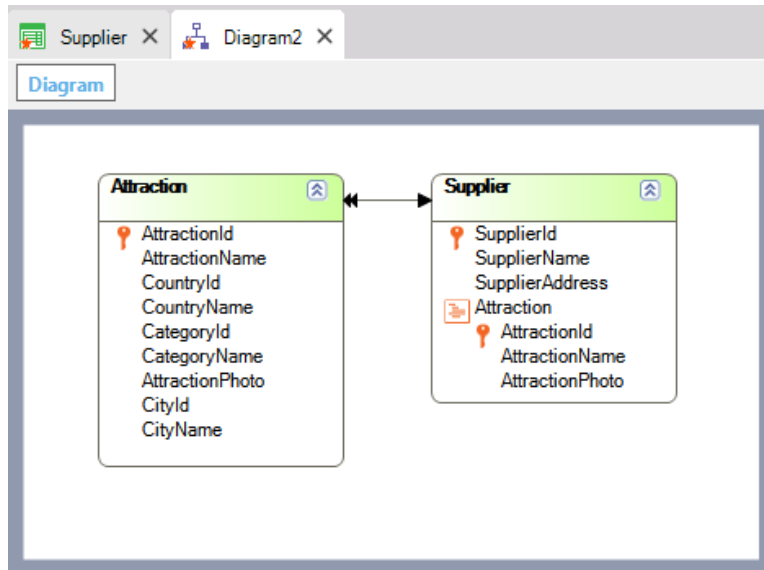 Supplier
Diagram2
Diagram
Attraction
AttractionId
AttractionName
CountryId
CountryName
CategoryId
CategoryName
AttractionPhoto
CityId
CityName
Supplier
SupplierId
SupplierName
SupplierAddress
Attraction
AttractionId
AttractionName
AttractionPhoto